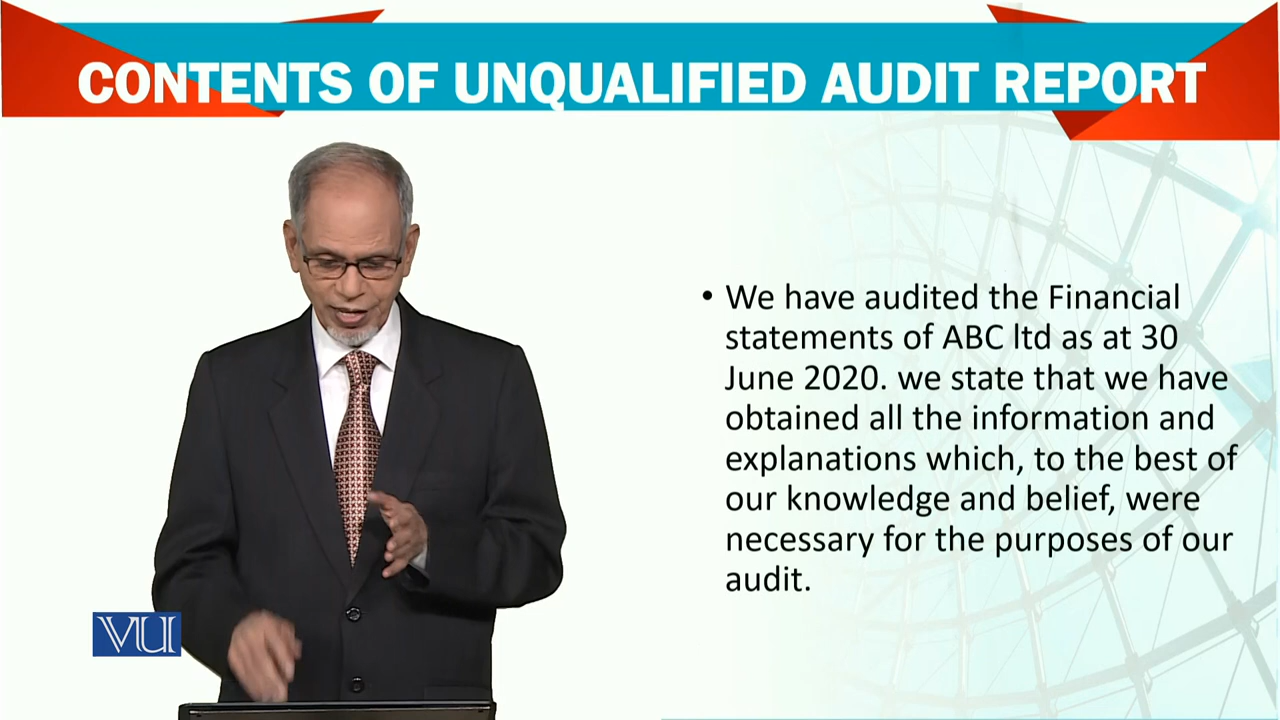 CONTENTS OF UNQUALIFIED AUDIT REPORT
• We have audited the Financial
statements of ABC ltd as at 30
June 2020. we state that we have
obtained all the information and
explanations which, to the best of
our knowledge and belief, were
necessary for the purposes of our
audit.
VU